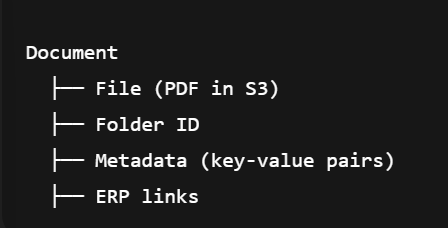 Document
├── File (PDF in S3)
├── Folder ID
├── Metadata (key-value pairs)
├── ERP links